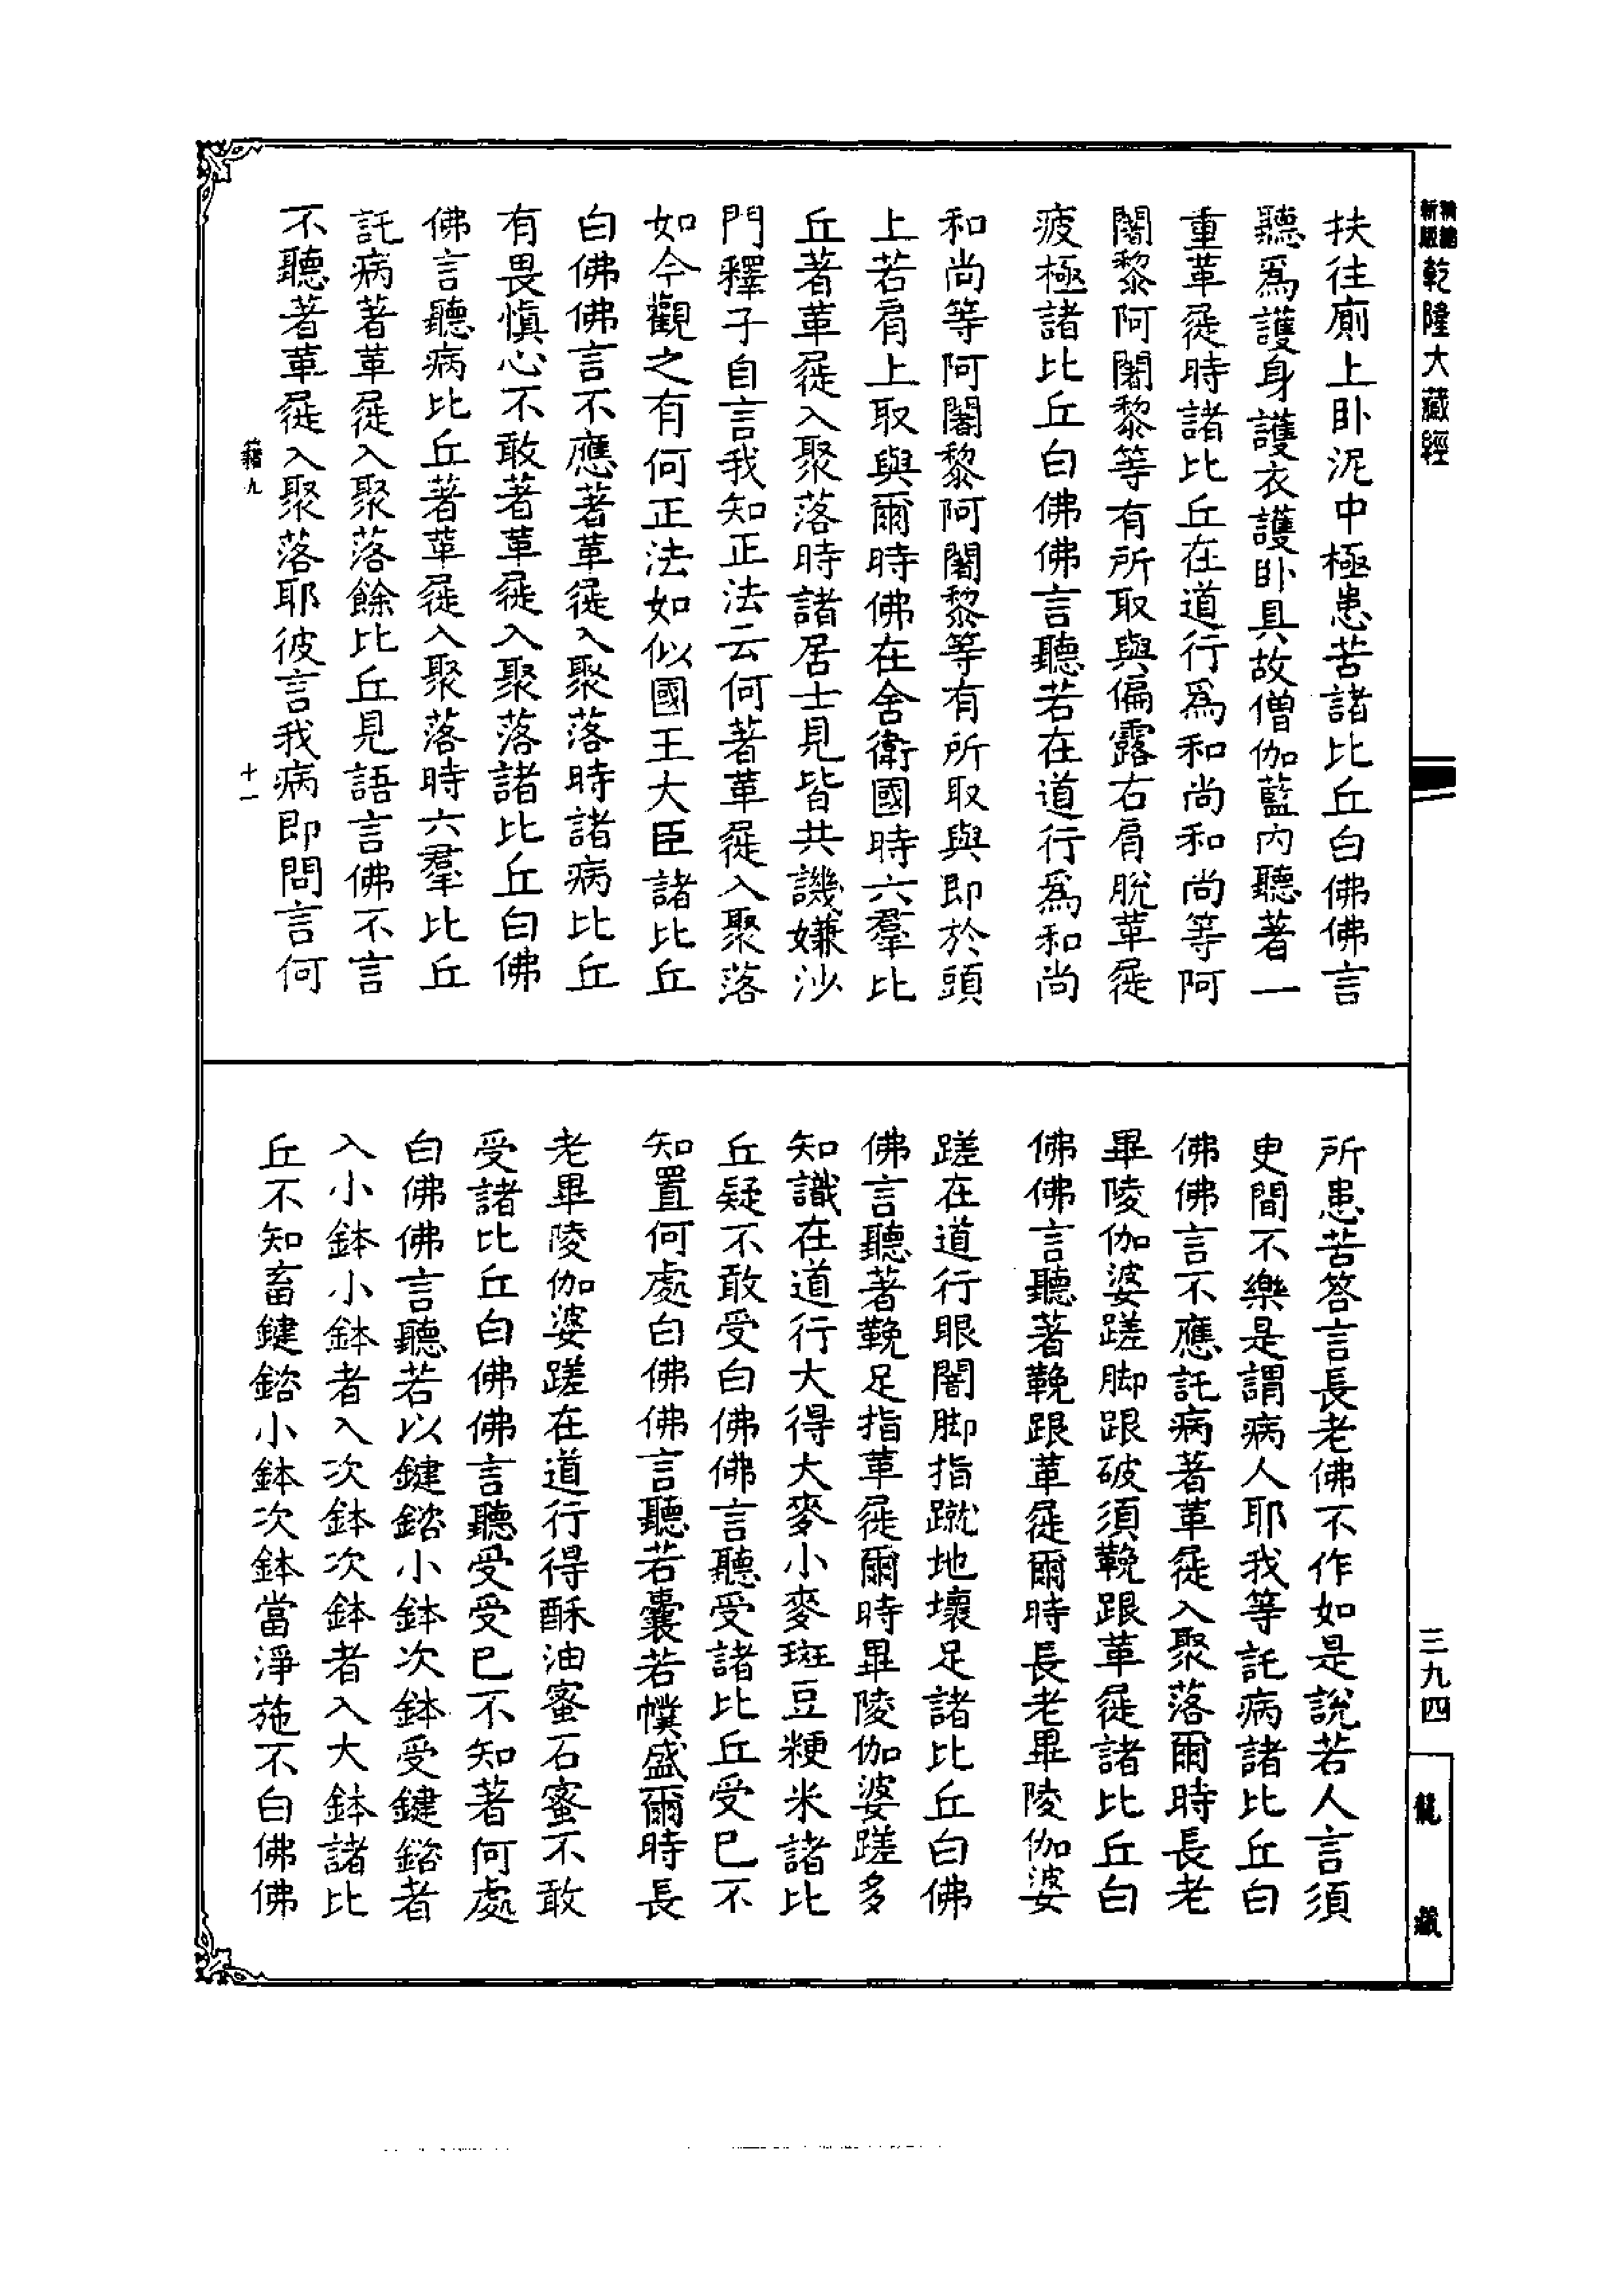 新版精縮乾隆大藏經
扶往廁上臥泥中極患苦諸比丘白佛佛言
聽爲護身護衣護臥具故僧伽藍內聽著一
重革屣時諸比丘在道行爲和尚和尚等阿
闍黎阿闍黎等有所取與偏露右肩脫革屣
疲極諸比丘白佛佛言聽若在道行爲和尚
和尚等阿闍黎阿闍黎等有所取與即於頭
上若肩上取與爾時佛在舍衛國時六羣比
丘著革屣入聚落時諸居士見皆共譏嫌沙
門釋子自言我知正法云何著革屣入聚落
如今觀之有何正法如似國王大臣諸比丘
白佛佛言不應著革屣入聚落時諸病比丘
有畏慎心不敢著革屣入聚落諸比丘白佛
佛言聽病比丘著革屣入聚落時六羣比丘
託病著革屣入聚落餘比丘見語言佛不言
不聽著革屣入聚落耶彼言我病即問言何
籍九
十一
所患苦答言長老佛不作如是說若人言須
史間不樂是謂病人耶我等託病諸比丘白
佛佛言不應託病著革屣入聚落爾時長老
畢陵伽婆蹉脚跟破須鞔跟革屣諸比丘白
佛佛言聽著鞔跟革屣爾時長老畢陵伽婆
蹉在道行眼闇脚指蹴地壞足諸比丘白佛
佛言聽著鞔足指革屣爾時畢陵伽婆蹉多
知識在道行大得大麥小麥斑豆粳米諸比
丘疑不敢受白佛佛言聽受諸比丘受已不
知置何處白佛佛言聽若囊若幞盛爾時長
老畢陵伽婆蹉在道行得酥油蜜石蜜不敢
受諸比丘白佛佛言聽受受已不知著何處
白佛佛言聽若以鍵鎔小鉢次鉢受鍵鎔者
入小鉢小鉢者入次鉢次鉢者入大鉢諸比
丘不知畜鍵鎔小鉢次鉢當淨施不白佛佛
三九四
龍藏